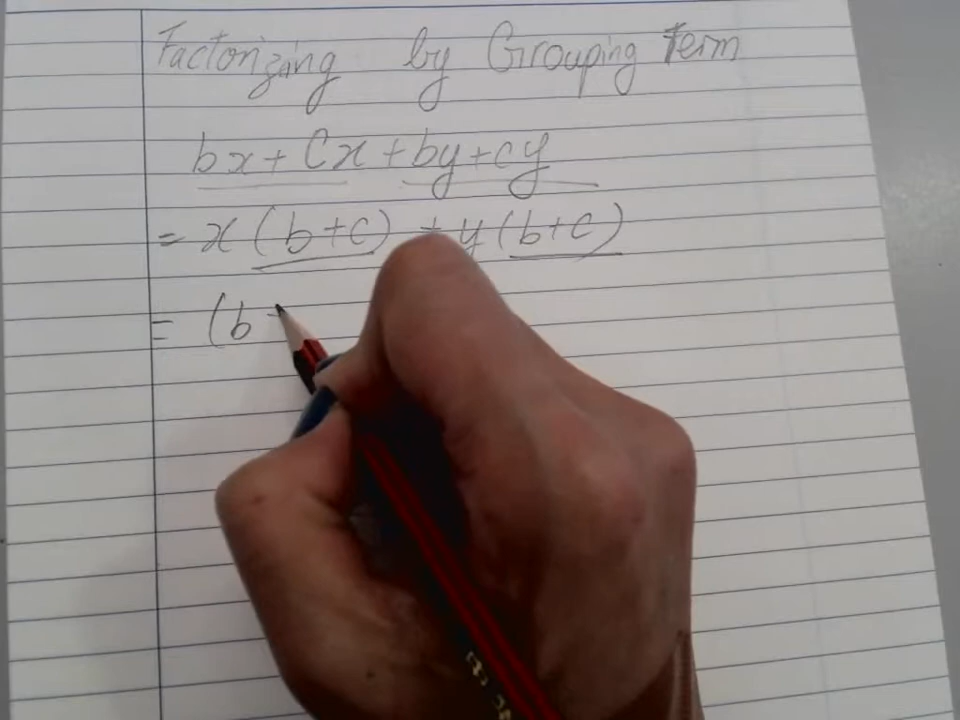 Factorizing by Grouping Term
bx + Cx + by + cy
= x (b+c) + y (b+c)
= (b